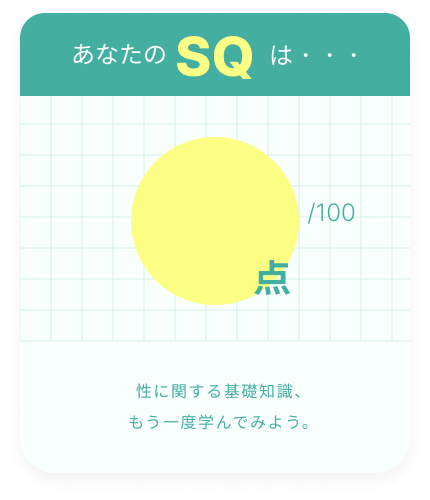 あなたの SQ は・・・
/100
点
性に関する基礎知識、
もう一度学んでみよう。